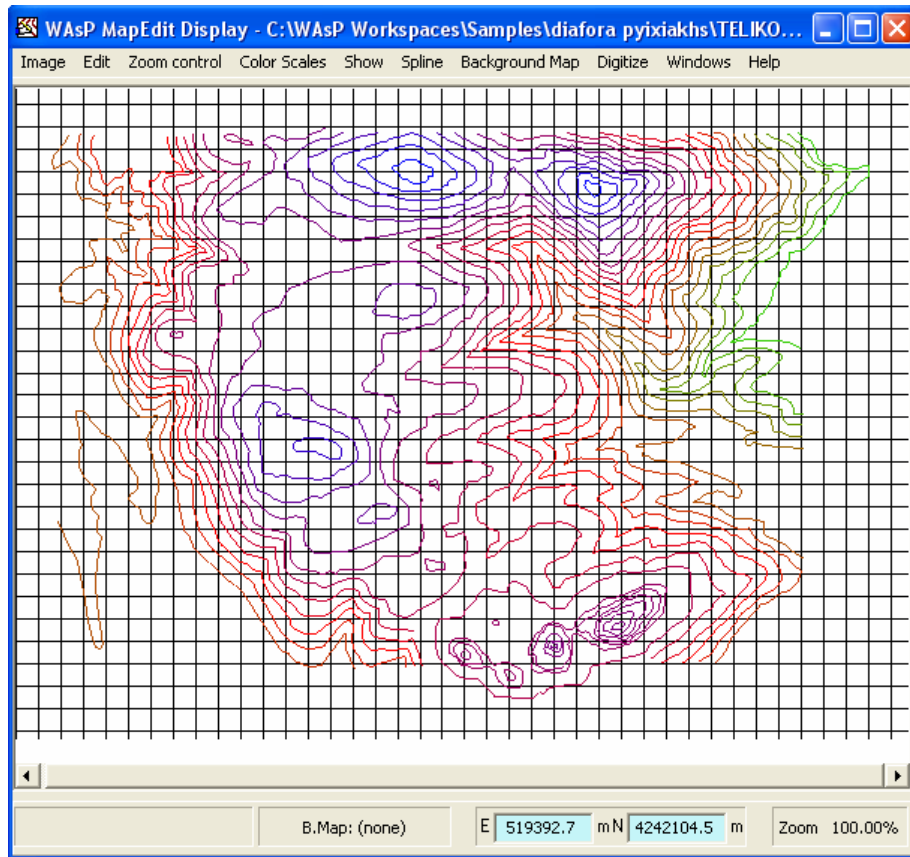 WAsP MapEdit Display - C:\WAsP Workspaces\Samples\diafora pyixiakhs\TELIKO...
Image Edit Zoom control Color Scales Show Spline Background Map Digitize Windows Help
B.Map: (none) E 519392.7 m N 4242104.5 m Zoom 100.00%